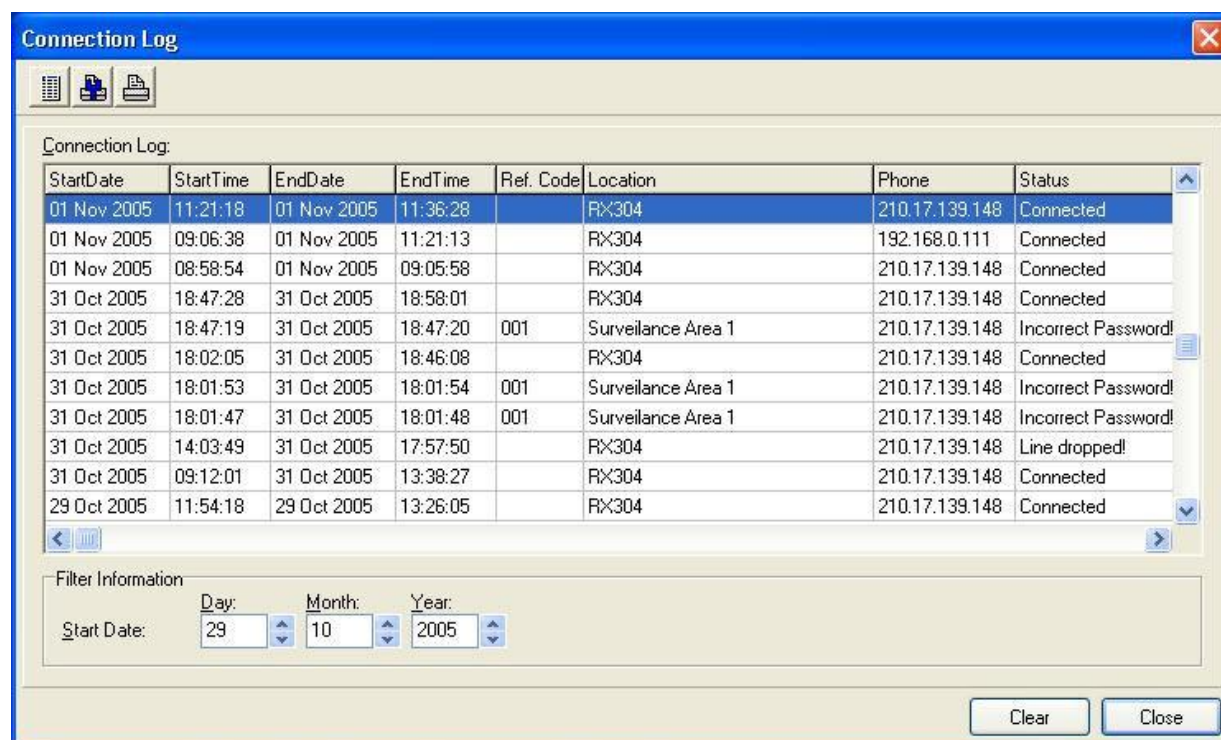 Connection Log
Connection Log:
StartDate StartTime EndDate EndTime Ref. Code Location Phone Status
01 Nov 2005 11:21:18 01 Nov 2005 11:36:28 RX304 210.17.139.148 Connected
01 Nov 2005 09:06:38 01 Nov 2005 11:21:13 RX304 192.168.0.111 Connected
01 Nov 2005 08:58:54 01 Nov 2005 09:05:58 RX304 210.17.139.148 Connected
31 Oct 2005 18:47:28 31 Oct 2005 18:58:01 RX304 210.17.139.148 Connected
31 Oct 2005 18:47:19 31 Oct 2005 18:47:20 001 Surveilance Area 1 210.17.139.148 Incorrect Password!
31 Oct 2005 18:02:05 31 Oct 2005 18:46:08 RX304 210.17.139.148 Connected
31 Oct 2005 18:01:53 31 Oct 2005 18:01:54 001 Surveilance Area 1 210.17.139.148 Incorrect Password!
31 Oct 2005 18:01:47 31 Oct 2005 18:01:48 001 Surveilance Area 1 210.17.139.148 Incorrect Password!
31 Oct 2005 14:03:49 31 Oct 2005 17:57:50 RX304 210.17.139.148 Line dropped!
31 Oct 2005 09:12:01 31 Oct 2005 13:38:27 RX304 210.17.139.148 Connected
29 Oct 2005 11:54:18 29 Oct 2005 13:26:05 RX304 210.17.139.148 Connected
Filter Information
Day: Month: Year:
Start Date: 29 10 2005
Clear Close